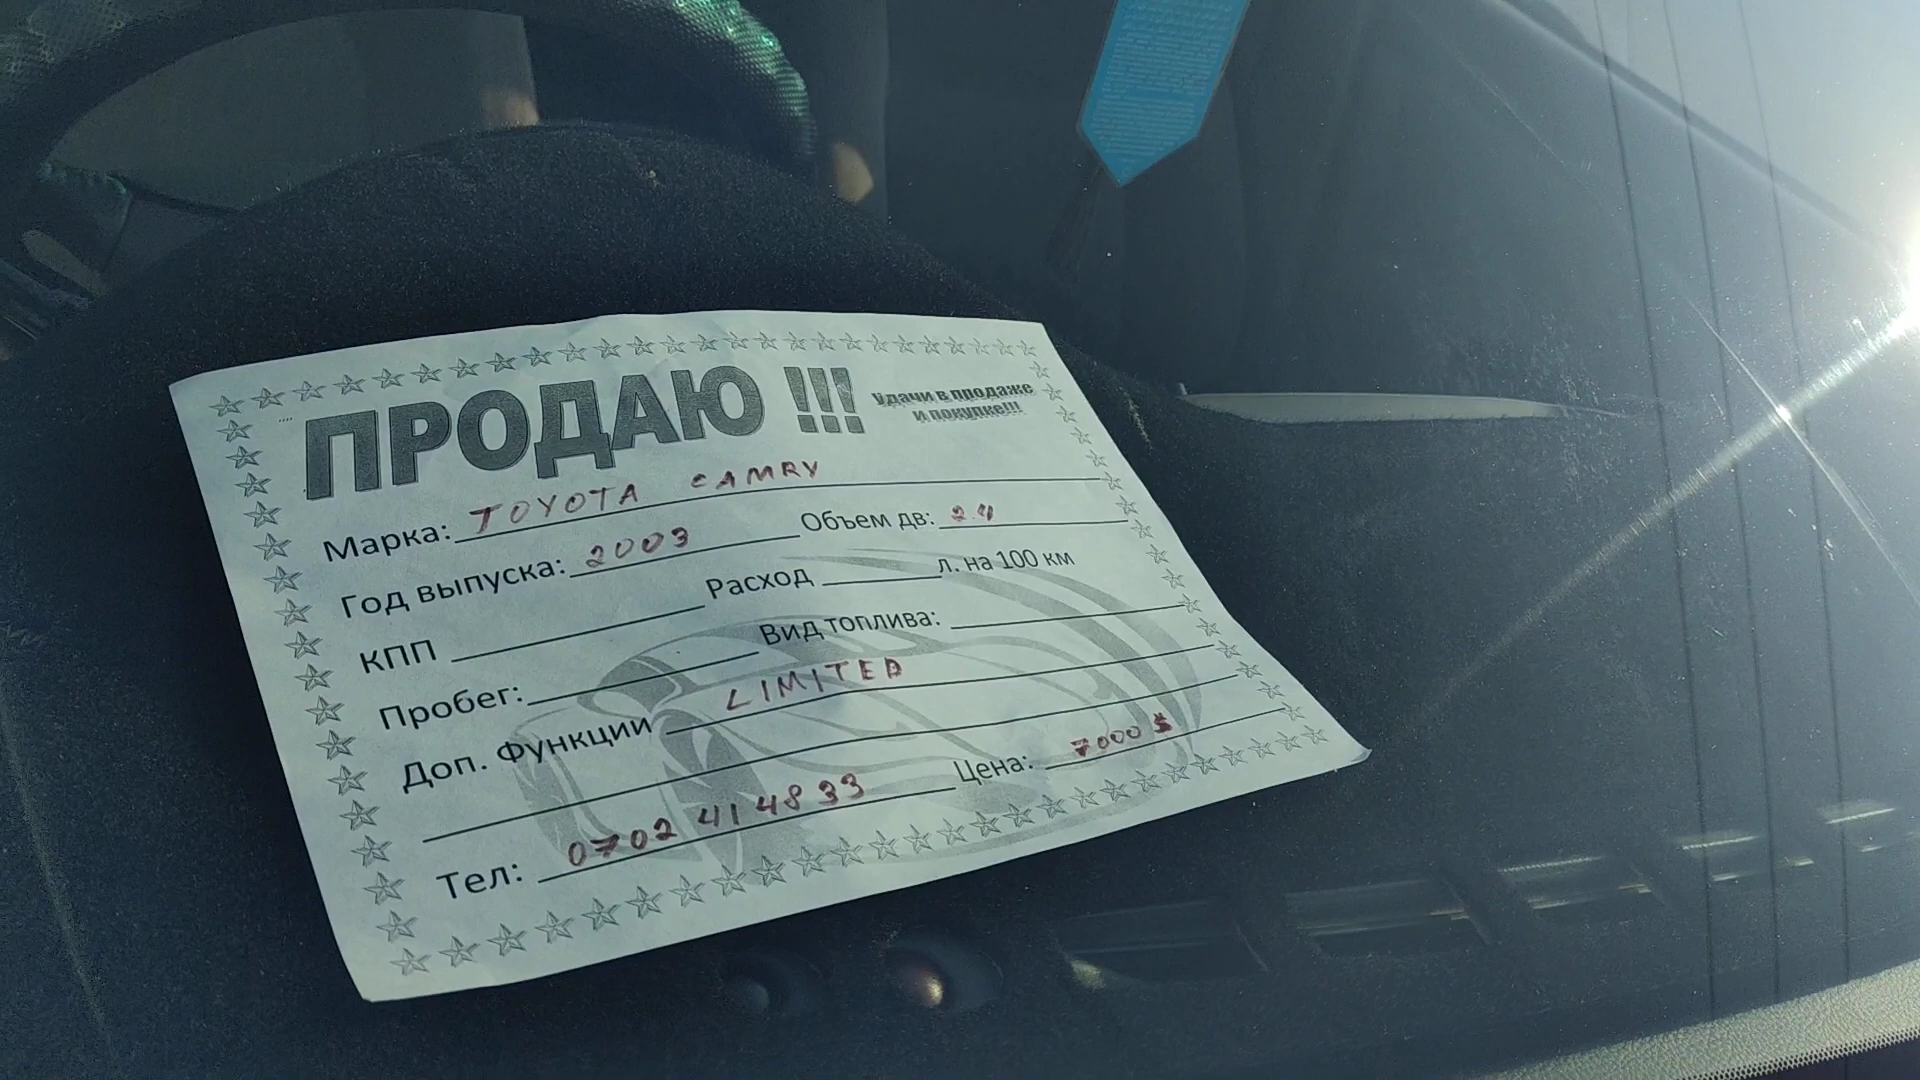 ПРОДАЮ !!! Удачи в продаже
и покупке!!!
Марка: TOYOTA CAMRY
Год выпуска: 2003 Объем дв: 2.4
КПП Расход л. на 100 км
Пробег: Вид топлива:
Доп. Функции LIMITED
Тел: 0702 41 48 33 Цена: 7000 $